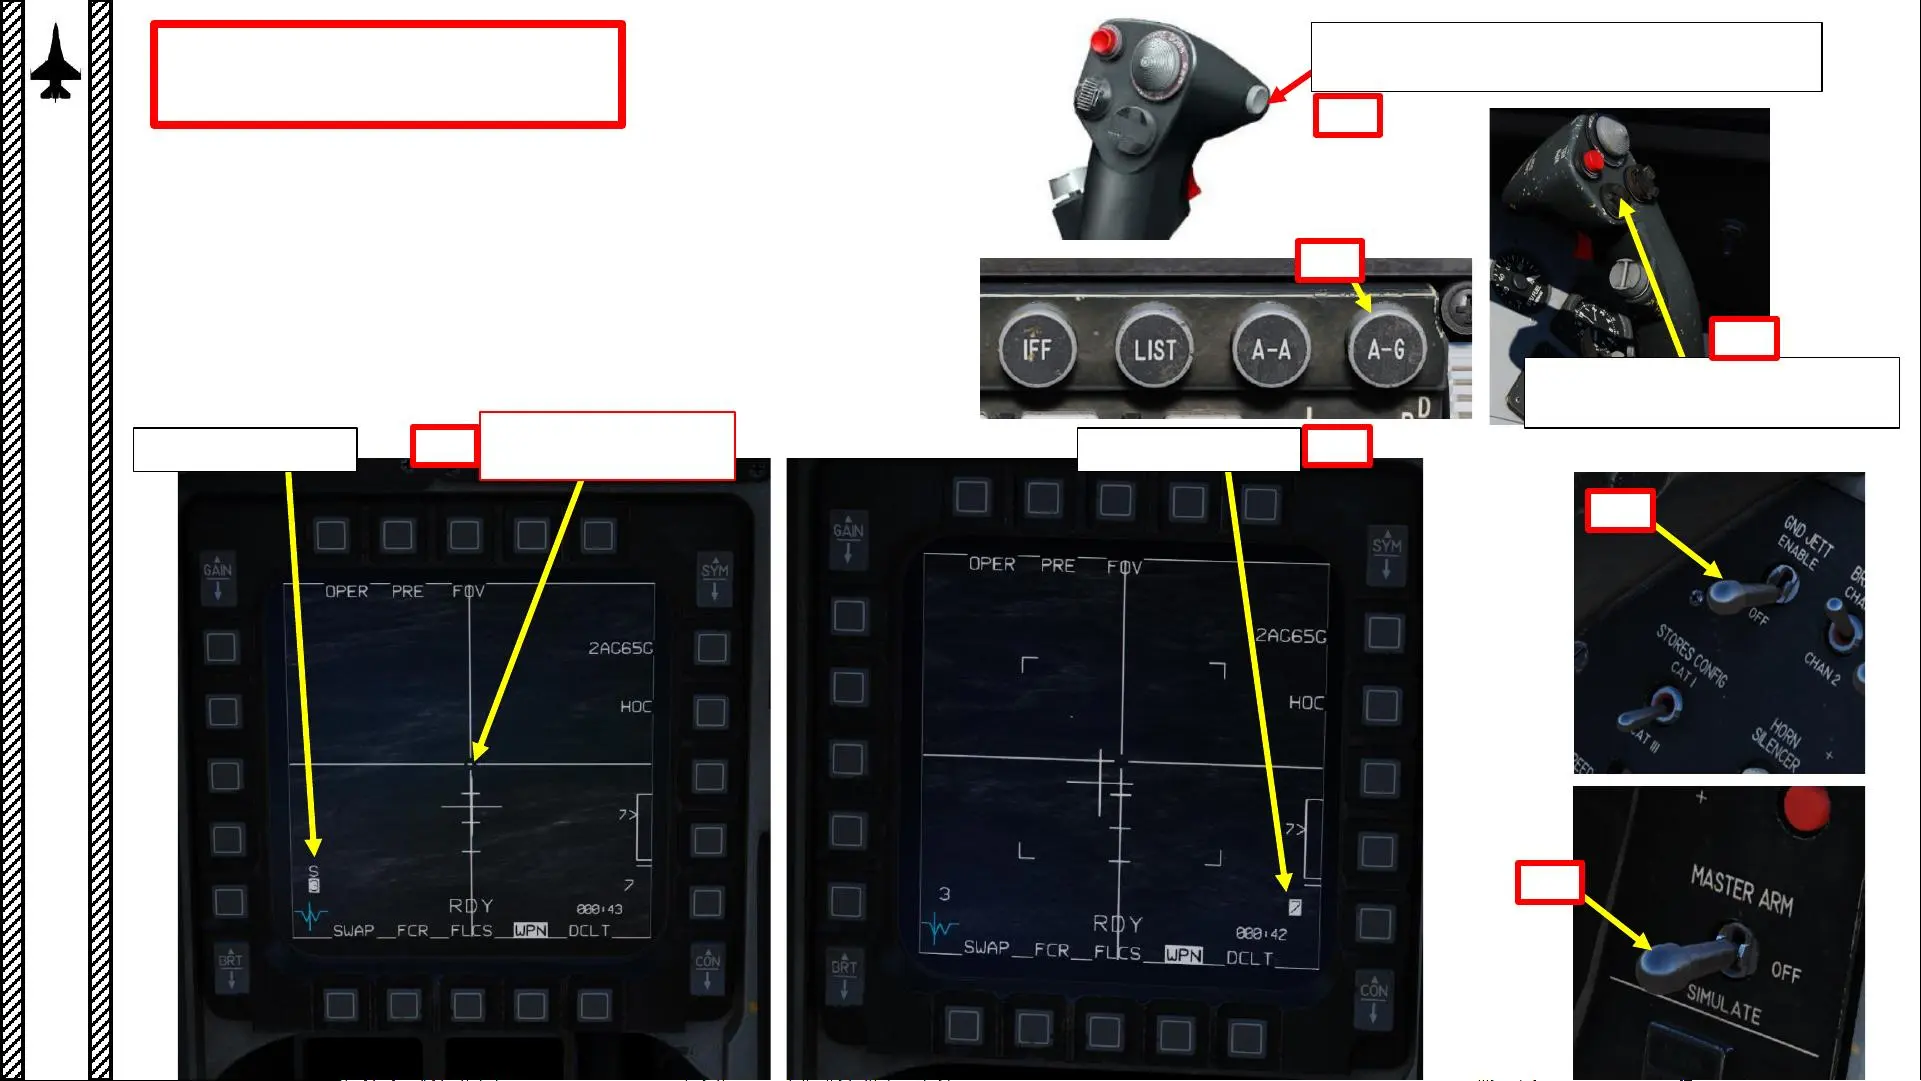 IFF LIST A-A A-G
D
GAIN
SYM
OPER PRE FOV
2AG65G
HOC
7>
S
3
7
RDY
000:43
SWAP FCR FLCS WPN DCLT
BRT
CON
GAIN
SYM
OPER PRE FOV
2AG65G
HOC
7>
3
7
RDY
000:42
SWAP FCR FLCS WPN DCLT
BRT
CON
GND JETT
ENABLE
OFF
STORES CONFIG
CAT I
CAT III
CHAN 2
HORN
SILENCER
MASTER ARM
OFF
SIMULATE